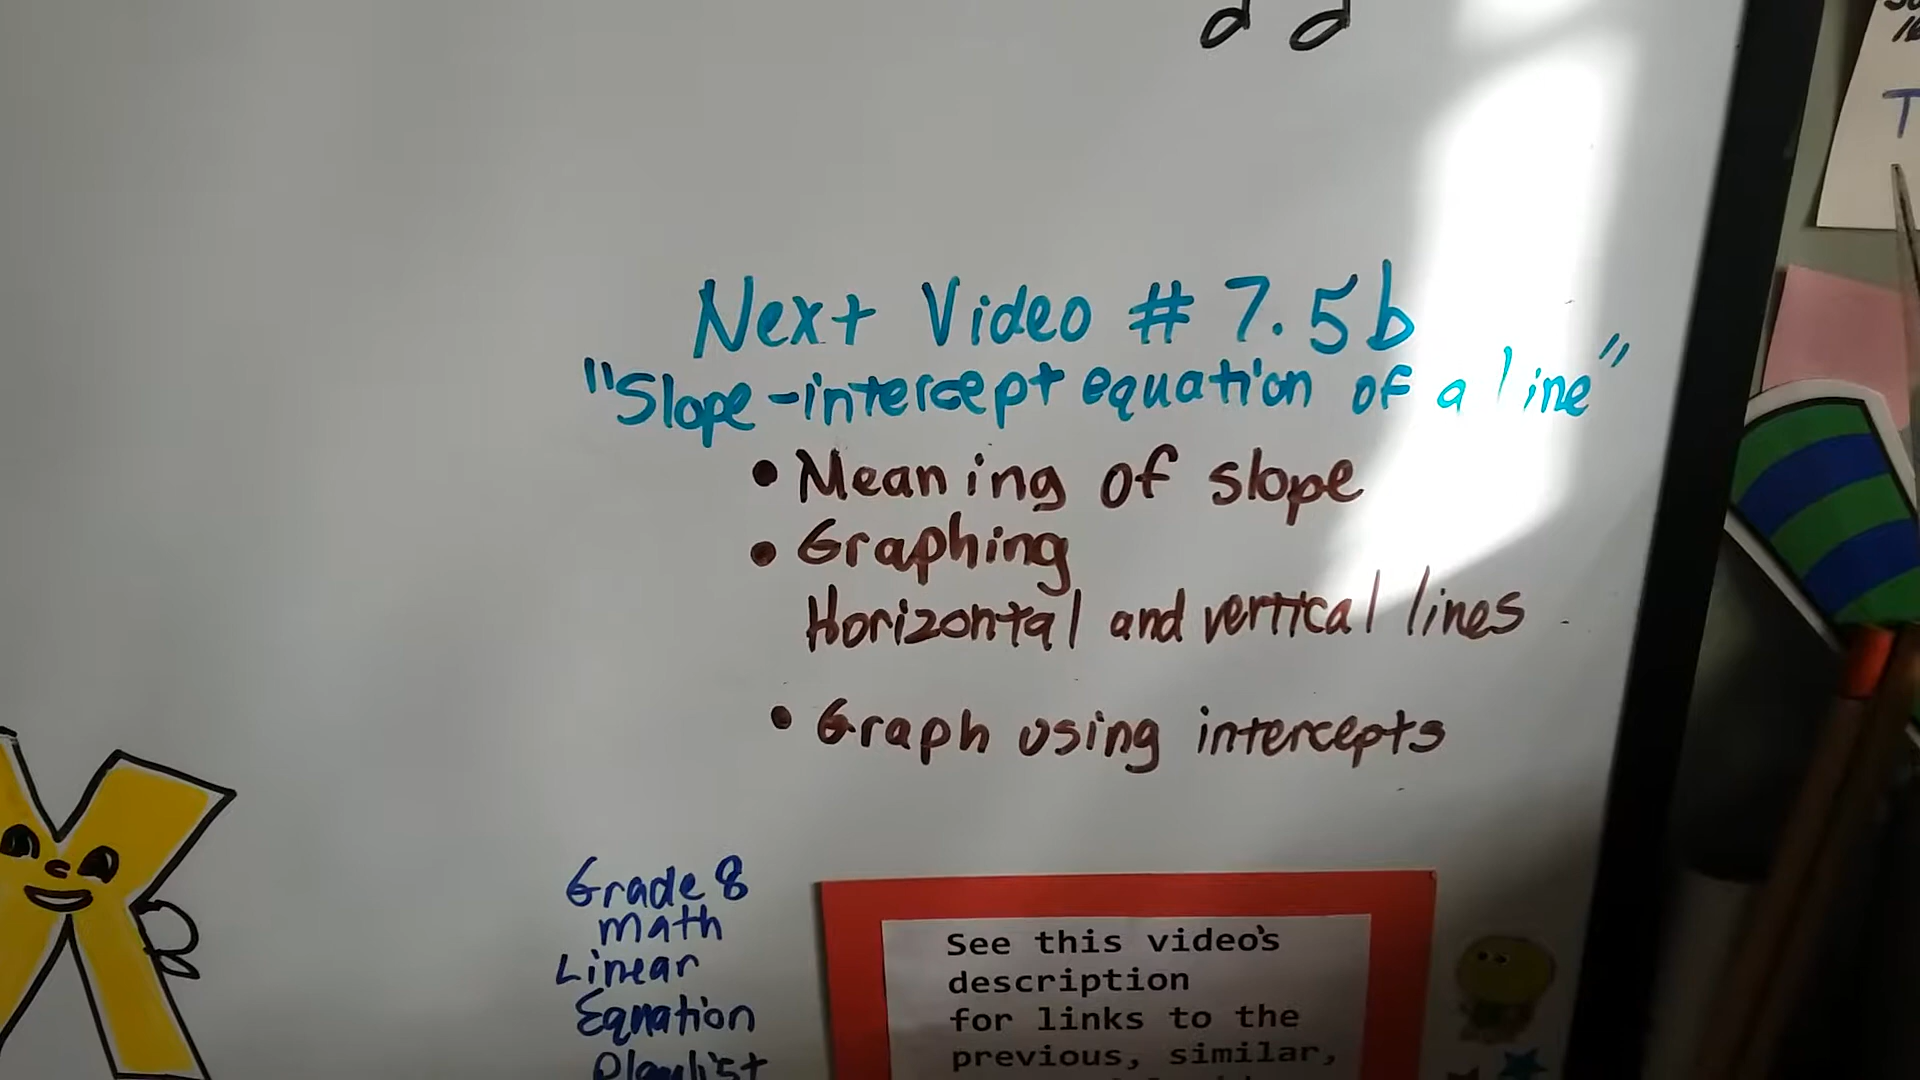 Next Video # 7.5b
"Slope-intercept equation of a line"
• Meaning of slope
• Graphing
Horizontal and vertical lines
• Graph using intercepts
Grade 8
math
Linear
Equation
Playlist
See this video's
description
for links to the
previous, similar,